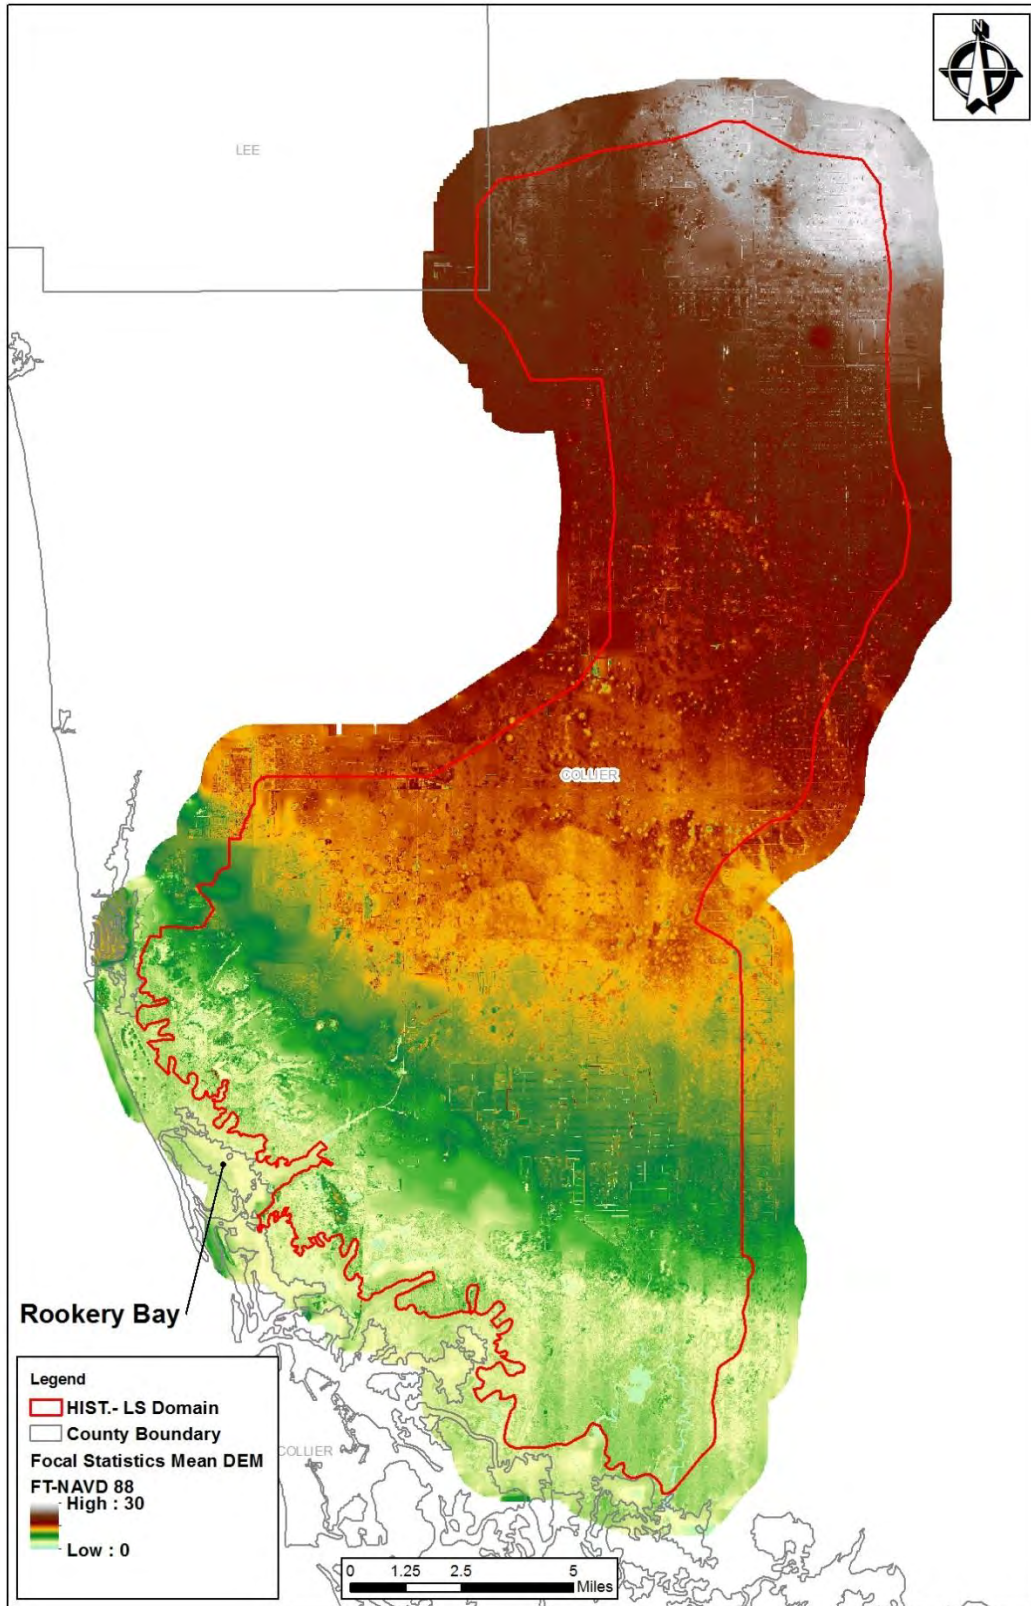 N
LEE
COLLIER
Rookery Bay
Legend
HIST.- LS Domain
County Boundary
Focal Statistics Mean DEM
FT-NAVD 88
High : 30
Low : 0
COLLIER
0 1.25 2.5 5
Miles